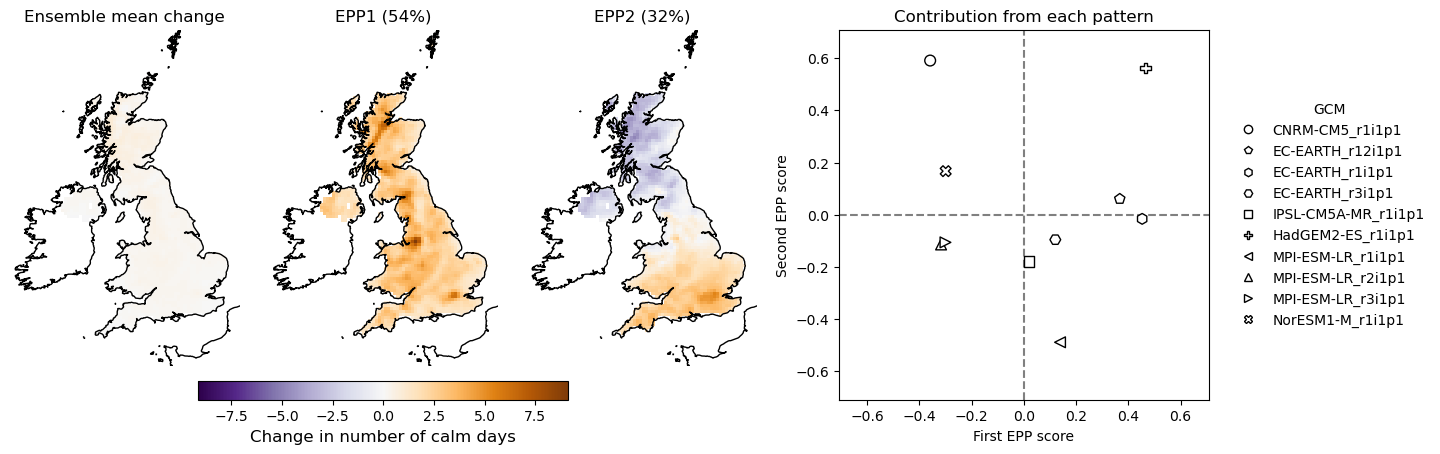 Ensemble mean change
EPP1 (54%)
EPP2 (32%)
−7.5 −5.0 −2.5 0.0 2.5 5.0 7.5
Change in number of calm days
Contribution from each pattern
Second EPP score
0.6
0.4
0.2
0.0
−0.2
−0.4
−0.6
−0.6 −0.4 −0.2 0.0 0.2 0.4 0.6
First EPP score
GCM
CNRM-CM5_r1i1p1
EC-EARTH_r12i1p1
EC-EARTH_r1i1p1
EC-EARTH_r3i1p1
IPSL-CM5A-MR_r1i1p1
HadGEM2-ES_r1i1p1
MPI-ESM-LR_r1i1p1
MPI-ESM-LR_r2i1p1
MPI-ESM-LR_r3i1p1
NorESM1-M_r1i1p1